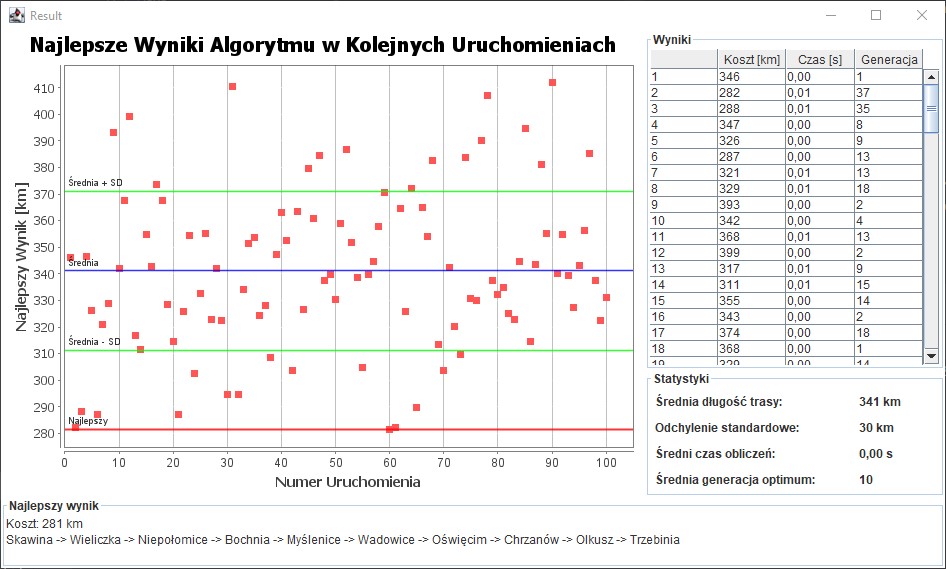 Result
Najlepsze Wyniki Algorytmu w Kolejnych Uruchomieniach
Najlepszy Wynik [km]
410
400
390
380
370
360
350
340
330
320
310
300
290
280
Średnia + SD
Średnia
Średnia - SD
Najlepszy
0 10 20 30 40 50 60 70 80 90 100
Numer Uruchomienia
Wyniki
Koszt [km] Czas [s] Generacja
1 346 0,00 1
2 282 0,01 37
3 288 0,01 35
4 347 0,00 8
5 326 0,00 9
6 287 0,00 13
7 321 0,01 13
8 329 0,01 18
9 393 0,00 2
10 342 0,00 4
11 368 0,01 13
12 399 0,00 2
13 317 0,01 9
14 311 0,01 15
15 355 0,00 14
16 343 0,00 2
17 374 0,00 18
18 368 0,00 1
19 329 0,00 14
Statystyki
Średnia długość trasy: 341 km
Odchylenie standardowe: 30 km
Średni czas obliczeń: 0,00 s
Średnia generacja optimum: 10
Najlepszy wynik
Koszt: 281 km
Skawina -> Wieliczka -> Niepołomice -> Bochnia -> Myślenice -> Wadowice -> Oświęcim -> Chrzanów -> Olkusz -> Trzebinia